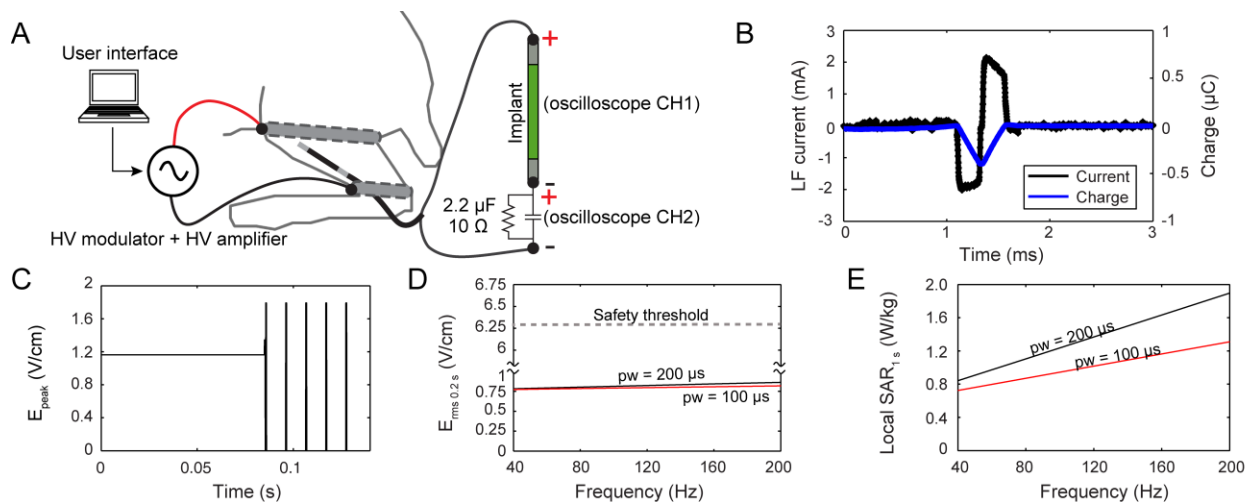 A
User interface
HV modulator + HV amplifier
+
Implant
(oscilloscope CH1)
-
+
2.2 µF
10 Ω
(oscilloscope CH2)
-
B
LF current (mA)
3
2
1
0
-1
-2
-3
1
0.5
0
-0.5
-1
Charge (µC)
Current
Charge
0 1 2 3
Time (ms)
C
E peak (V/cm)
2
1.6
1.2
0.8
0.4
0
0 0.05 0.1
Time (s)
D
E rms 0.2 s (V/cm)
6.75
6.5
6.25
6
1
0.75
0.5
0.25
0
Safety threshold
pw = 200 µs
pw = 100 µs
40 80 120 160 200
Frequency (Hz)
E
Local SAR 1 s (W/kg)
2.0
1.6
1.2
0.8
0.4
0
pw = 200 µs
pw = 100 µs
40 80 120 160 200
Frequency (Hz)